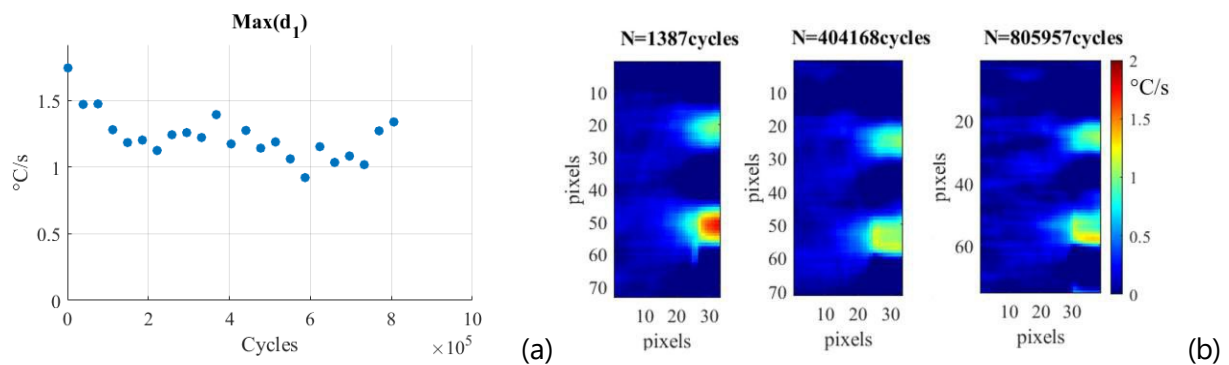 Max(d1)
°C/s
1.5
1
0.5
0
0 2 4 6 8 10
Cycles
×10^5
(a)
N=1387cycles
pixels
10
20
30
40
50
60
70
10 20 30
pixels
N=404168cycles
pixels
10
20
30
40
50
60
70
10 20 30
pixels
N=805957cycles
pixels
20
40
60
10 20 30
pixels
2
°C/s
1.5
1
0.5
0
(b)